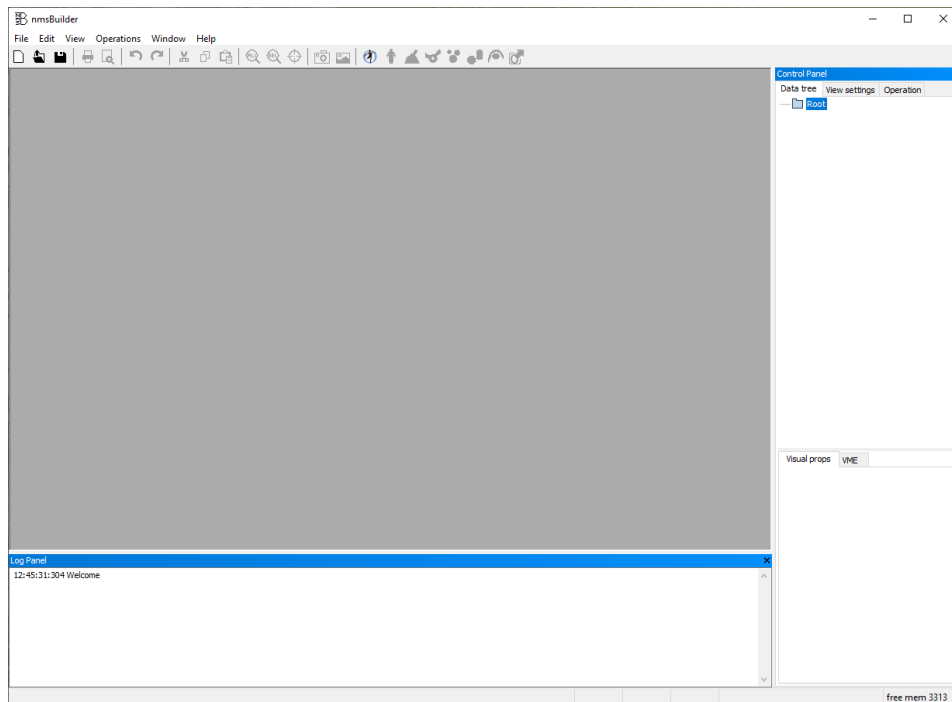 nmsBuilder
File Edit View Operations Window Help
Control Panel
Data tree View settings Operation
Root
Visual props VME
Log Panel
12:45:31:304 Welcome
free mem 3313